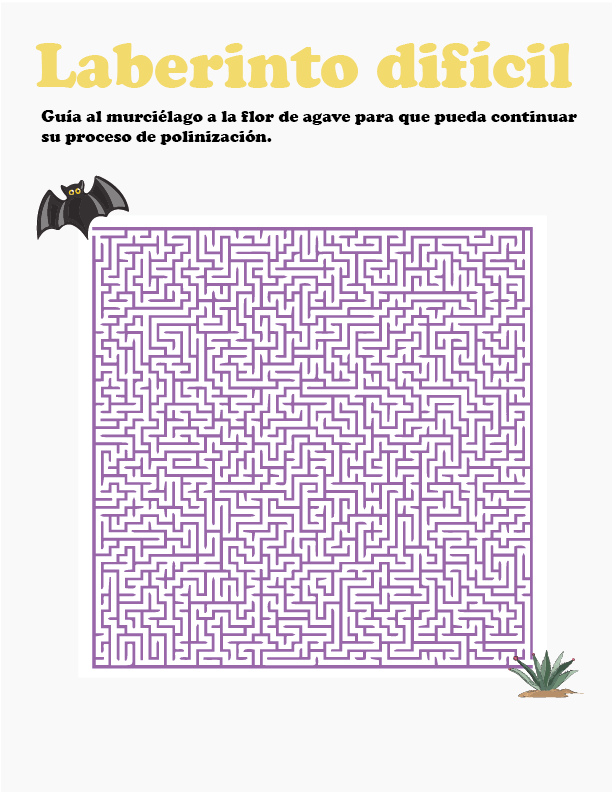 Laberinto difícil
Guía al murciélago a la flor de agave para que pueda continuar
su proceso de polinización.